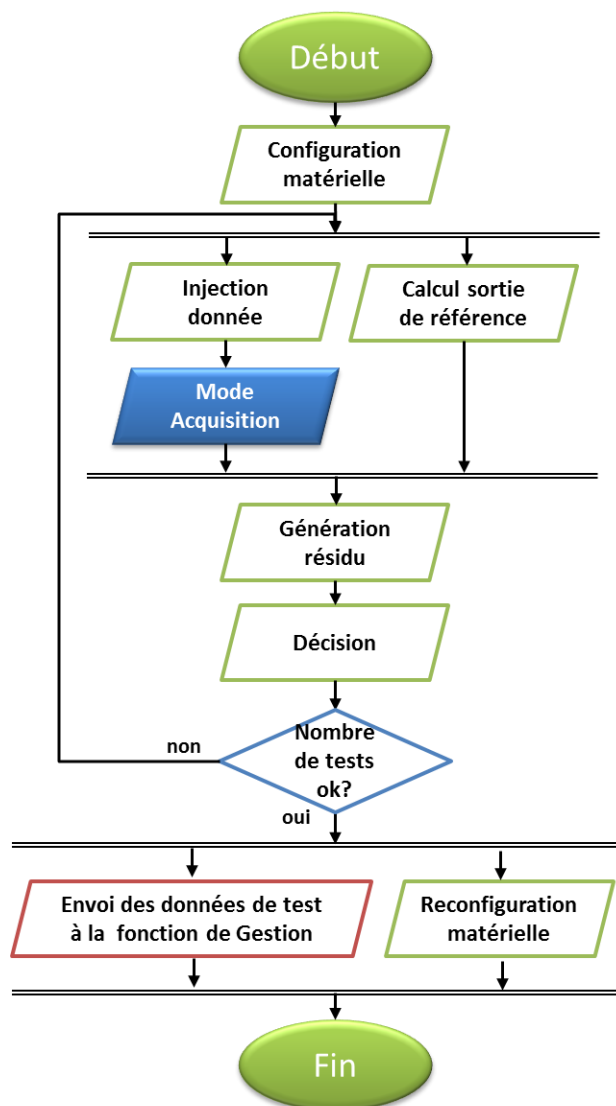 Début
Configuration
matérielle
Injection
donnée
Calcul sortie
de référence
Mode
Acquisition
Génération
résidu
Décision
Nombre
de tests
ok?
non
oui
Envoi des données de test
à la fonction de Gestion
Reconfiguration
matérielle
Fin